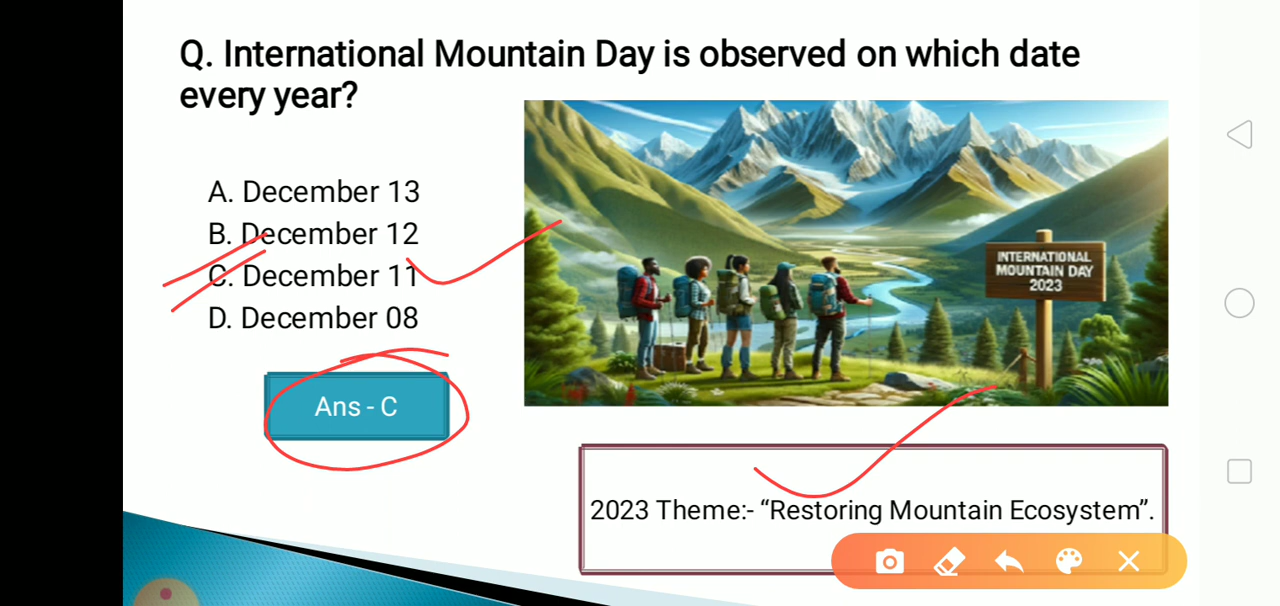 Q. International Mountain Day is observed on which date
every year?
A. December 13
B. December 12
C. December 11
D. December 08
INTERNATIONAL
MOUNTAIN DAY
2023
Ans - C
2023 Theme:- “Restoring Mountain Ecosystem”.